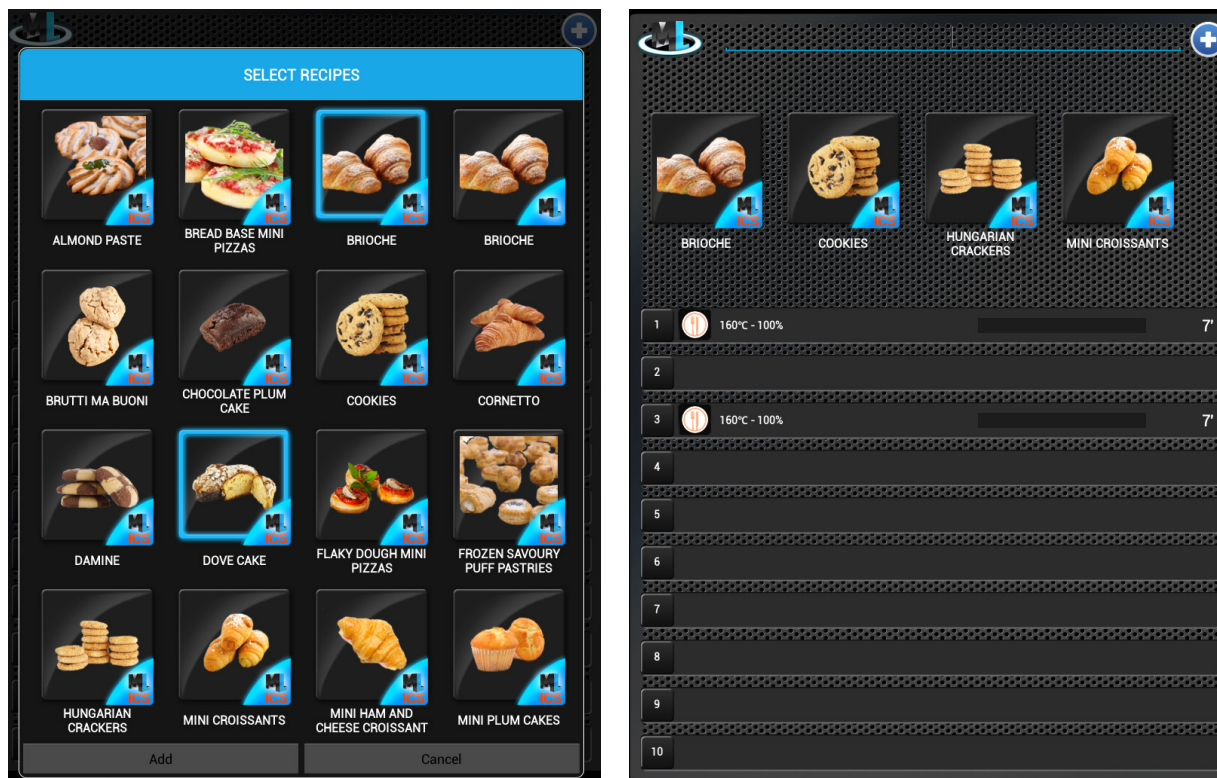 SELECT RECIPES
ALMOND PASTE
BREAD BASE MINI
PIZZAS
BRIOCHE
BRIOCHE
BRUTTI MA BUONI
CHOCOLATE PLUM
CAKE
COOKIES
CORNETTO
DAMINE
DOVE CAKE
FLAKY DOUGH MINI
PIZZAS
FROZEN SAVOURY
PUFF PASTRIES
HUNGARIAN
CRACKERS
MINI CROISSANTS
MINI HAM AND
CHEESE CROISSANT
MINI PLUM CAKES
Add
Cancel
BRIOCHE
COOKIES
HUNGARIAN
CRACKERS
MINI CROISSANTS
1 160°C - 100% 7'
2
3 160°C - 100% 7'
4
5
6
7
8
9
10